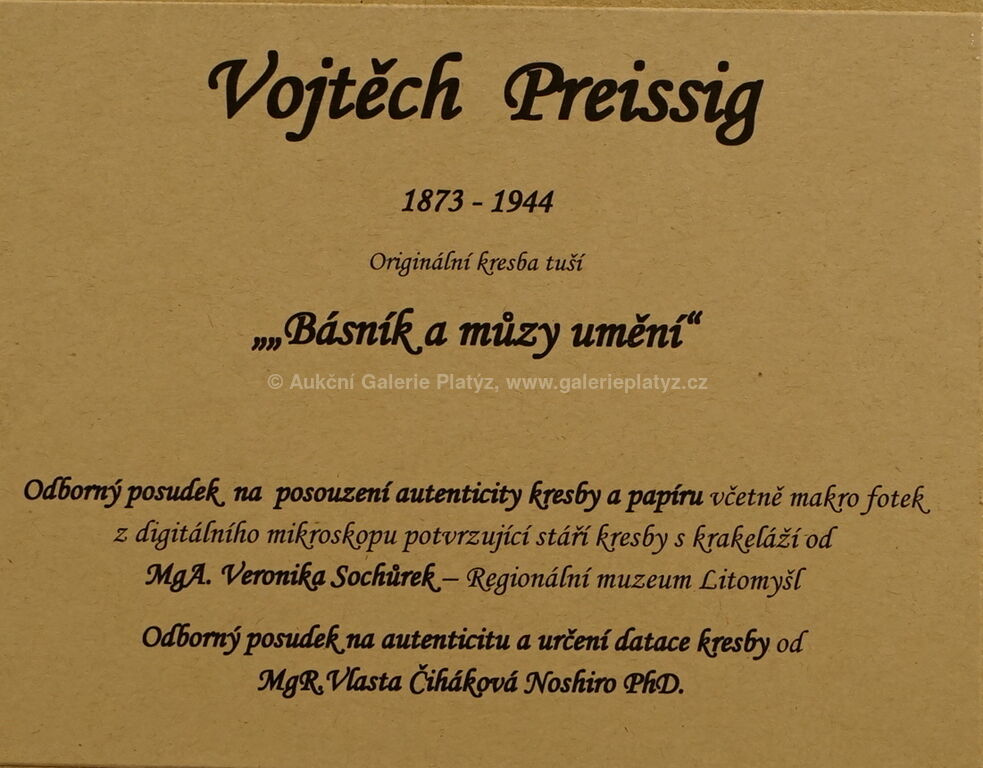 Vojtěch Preissig
1873 - 1944
Originální kresba tuší
„„Básník a můzy umění“
© Aukční Galerie Platýz, www.galerieplatyz.cz
Odborný posudek na posouzení autenticity kresby a papíru včetně makro fotek
z digitálního mikroskopu potvrzující stáří kresby s krakeláží od
MgA. Veronika Sochůrek – Regionální muzeum Litomyšl
Odborný posudek na autenticitu a určení datace kresby od
MgR.Vlasta Čiháková Noshiro PhD.